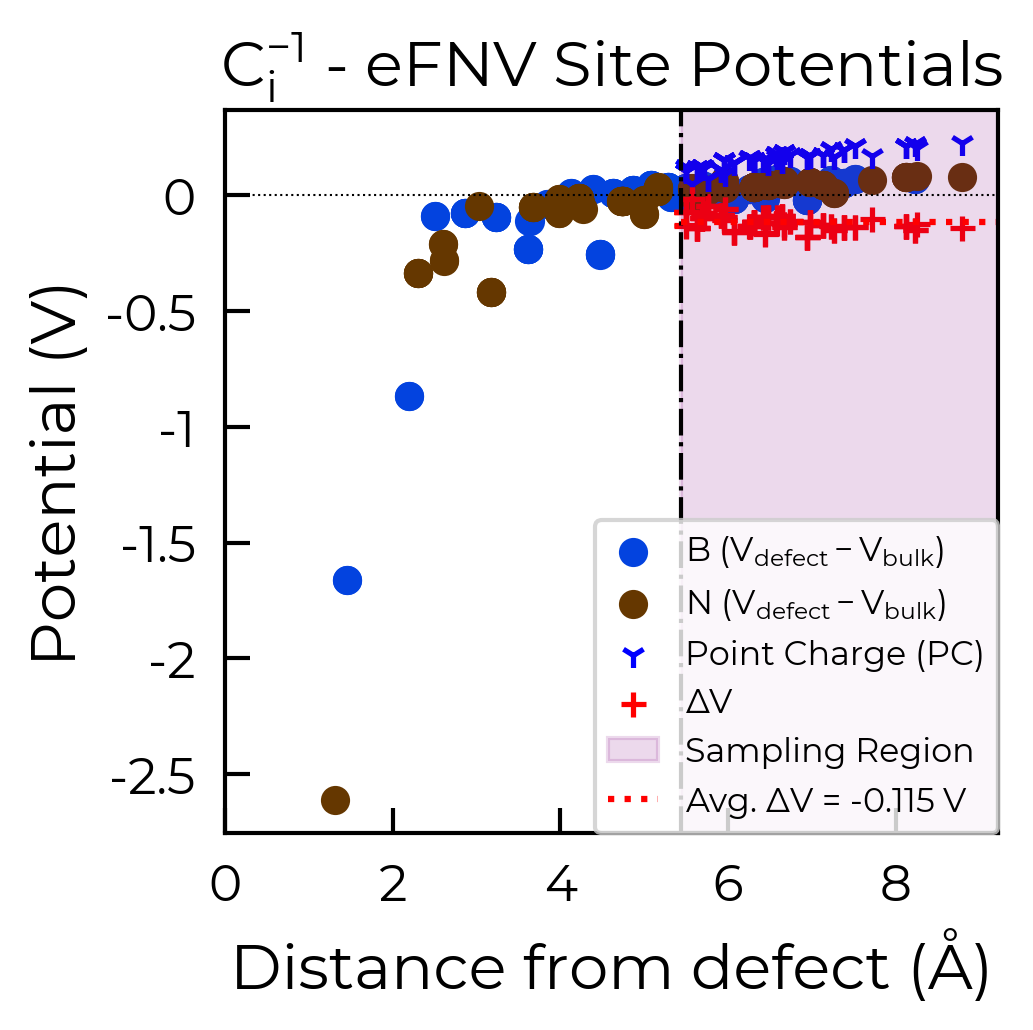 C_i^{-1} - eFNV Site Potentials
Potential (V)
0
-0.5
-1
-1.5
-2
-2.5
B (V_defect − V_bulk)
N (V_defect − V_bulk)
Point Charge (PC)
ΔV
Sampling Region
Avg. ΔV = -0.115 V
0 2 4 6 8
Distance from defect (Å)